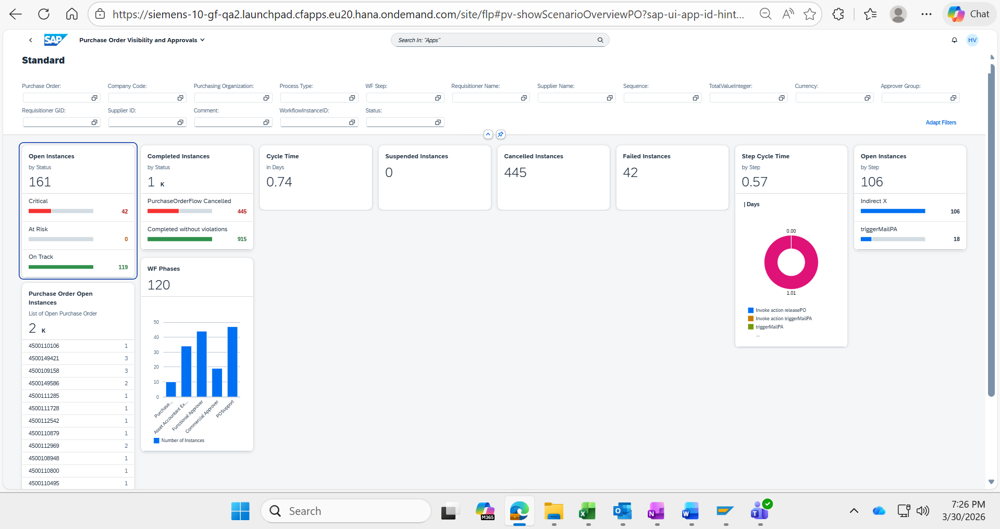 https://siemens-10-gf-qa2.launchpad.cfapps.eu20.hana.ondemand.com/site/flp#pv-showScenarioOverviewPO?sap-ui-app-id-hint...
Chat
SAP
Purchase Order Visibility and Approvals
Search In: "Apps"
HV
Standard
Purchase Order:
Company Code:
Purchasing Organization:
Process Type:
WF Step:
Requisitioner Name:
Supplier Name:
Sequence:
TotalValueInteger:
Currency:
Approver Group:
Requisitioner GID:
Supplier ID:
Comment:
WorkflowInstanceID:
Status:
Adapt Filters
Open Instances
by Status
161
Critical
42
At Risk
0
On Track
119
Completed Instances
by Status
1 K
PurchaseOrderFlow Cancelled
445
Completed without violations
915
Cycle Time
in Days
0.74
Suspended Instances
0
Cancelled Instances
445
Failed Instances
42
Step Cycle Time
by Step
0.57
| Days
0.00
1.01
Invoke action releasePO
Invoke action triggerMailPA
triggerMailPA
...
Open Instances
by Step
106
Indirect X
106
triggerMailPA
18
Purchase Order Open
Instances
List of Open Purchase Order
2 K
4500110106 1
4500149421 3
4500109158 3
4500149586 2
4500111285 1
4500111728 1
4500112542 1
4500110879 1
4500112969 2
4500108948 1
4500110800 1
4500110495 1
WF Phases
120
50
40
30
20
10
0
Purchase...
Asset Accountant Ex...
Functional Approver
Commercial Approver
POSupport
Number of Instances
Search
M365
7:26 PM
3/30/2026